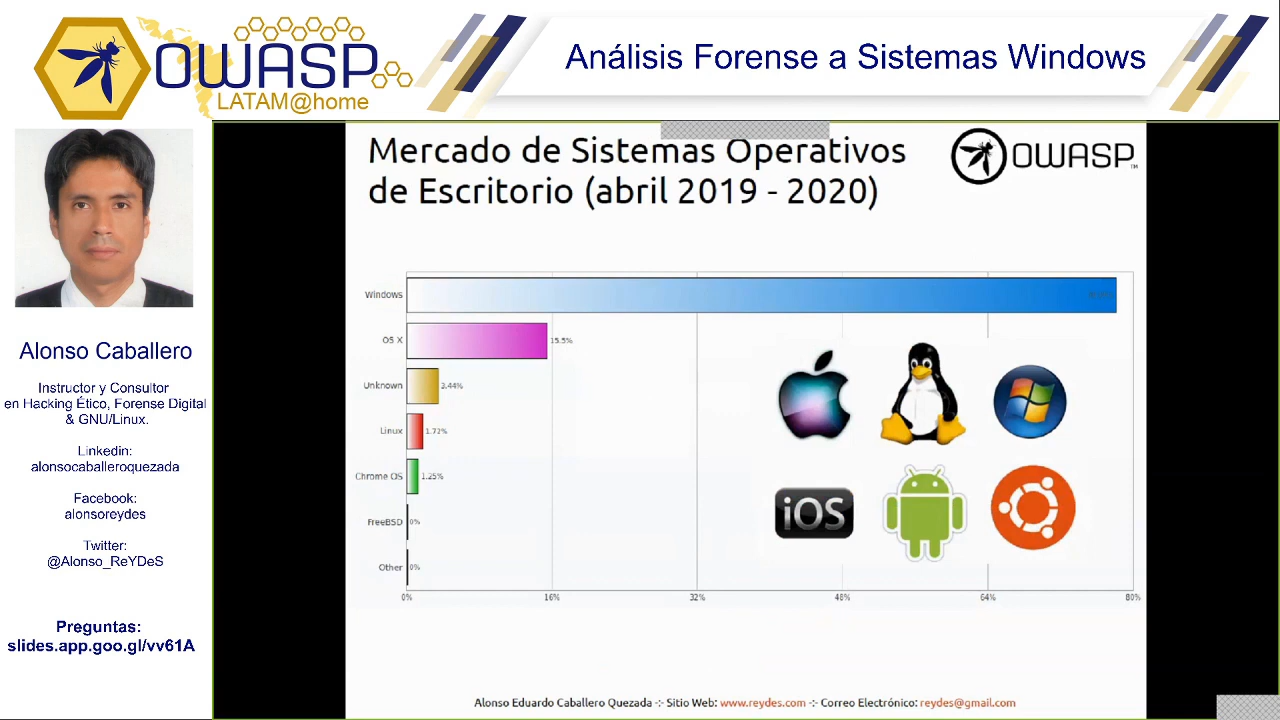 OWASP
LATAM@home
Análisis Forense a Sistemas Windows
Alonso Caballero
Instructor y Consultor
en Hacking Ético, Forense Digital
& GNU/Linux.
Linkedin:
alonsocaballeroquezada
Facebook:
alonsoreydes
Twitter:
@Alonso_ReYDeS
Preguntas:
slides.app.goo.gl/vv61A
Mercado de Sistemas Operativos
de Escritorio (abril 2019 - 2020)
OWASP
Windows
OS X
15.5%
Unknown
Linux
1.72%
Chrome OS
1.25%
FreeBSD
0%
Other
0%
0%
16%
32%
48%
64%
80%
iOS
Alonso Eduardo Caballero Quezada -:- Sitio Web: www.reydes.com -:- Correo Electrónico: reydes@gmail.com